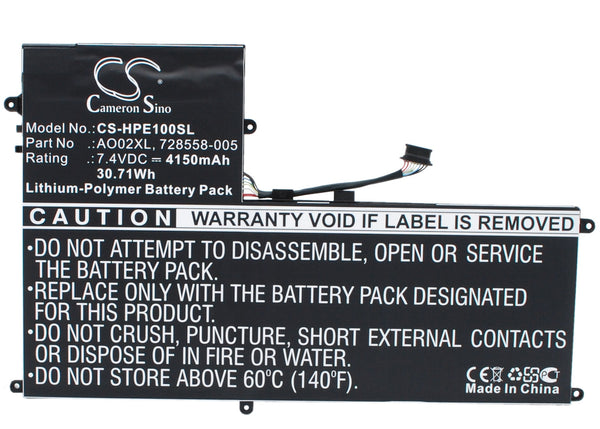 CS
Cameron Sino
Model No.: CS-HPE100SL
Part No. : AO02XL, 728558-005
Rating : 7.4VDC ⎓ 4150mAh
30.71Wh
Lithium-Polymer Battery Pack
CAUTION WARRANTY VOID IF LABEL IS REMOVED
•DO NOT ATTEMPT TO DISASSEMBLE, OPEN OR SERVICE
THE BATTERY PACK.
•REPLACE ONLY WITH THE BATTERY PACK DESIGNATED
FOR THIS PRODUCT.
•DO NOT CRUSH, PUNCTURE, SHORT EXTERNAL CONTACTS
OR DISPOSE OF IN FIRE OR WATER.
•DO NOT STORE ABOVE 60°C (140°F).
CE
Made in China